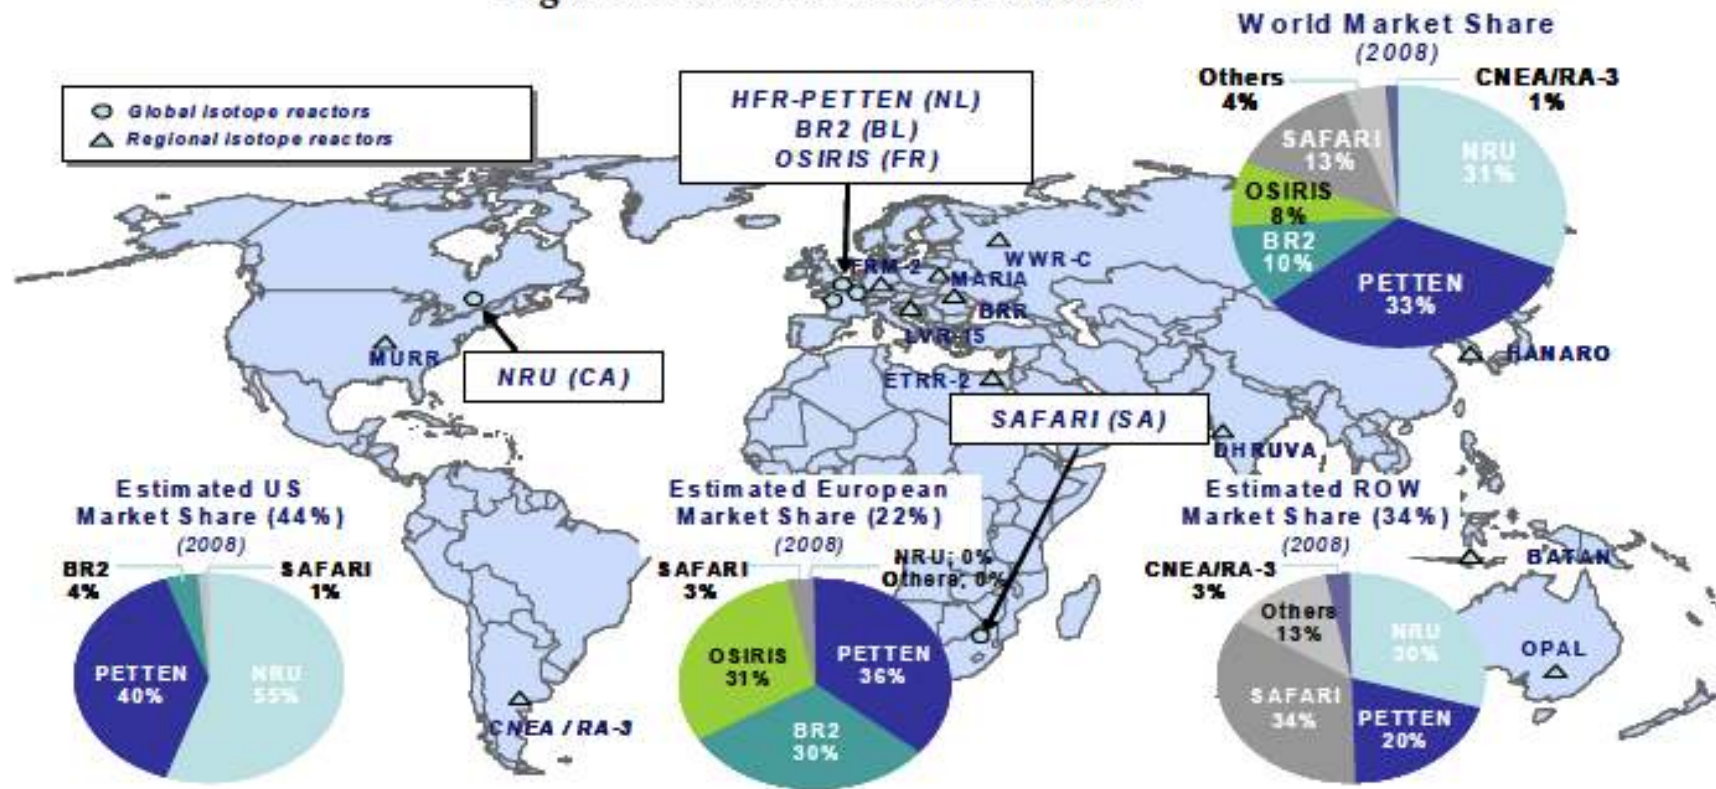 World Market Share
(2008)
Others
4%
CNEA/RA-3
1%
SAFARI
13%
NRU
31%
OSIRIS
8%
BR2
10%
PETTEN
33%
Global isotope reactors
Regional isotope reactors
HFR-PETTEN (NL)
BR2 (BL)
OSIRIS (FR)
WWR-C
FRM-2
MARIA
BRR
LVR-15
MURR
NRU (CA)
ETRR-2
HANARO
SAFARI (SA)
DHRUVA
Estimated US
Market Share (44%)
(2008)
BR2
4%
SAFARI
1%
PETTEN
40%
NRU
55%
CNEA / RA-3
Estimated European
Market Share (22%)
(2008)
SAFARI
3%
NRU; 0%
Others; 0%
OSIRIS
31%
PETTEN
36%
BR2
30%
Estimated ROW
Market Share (34%)
(2008)
CNEA/RA-3
3%
Others
13%
NRU
30%
SAFARI
34%
PETTEN
20%
BATAN
OPAL